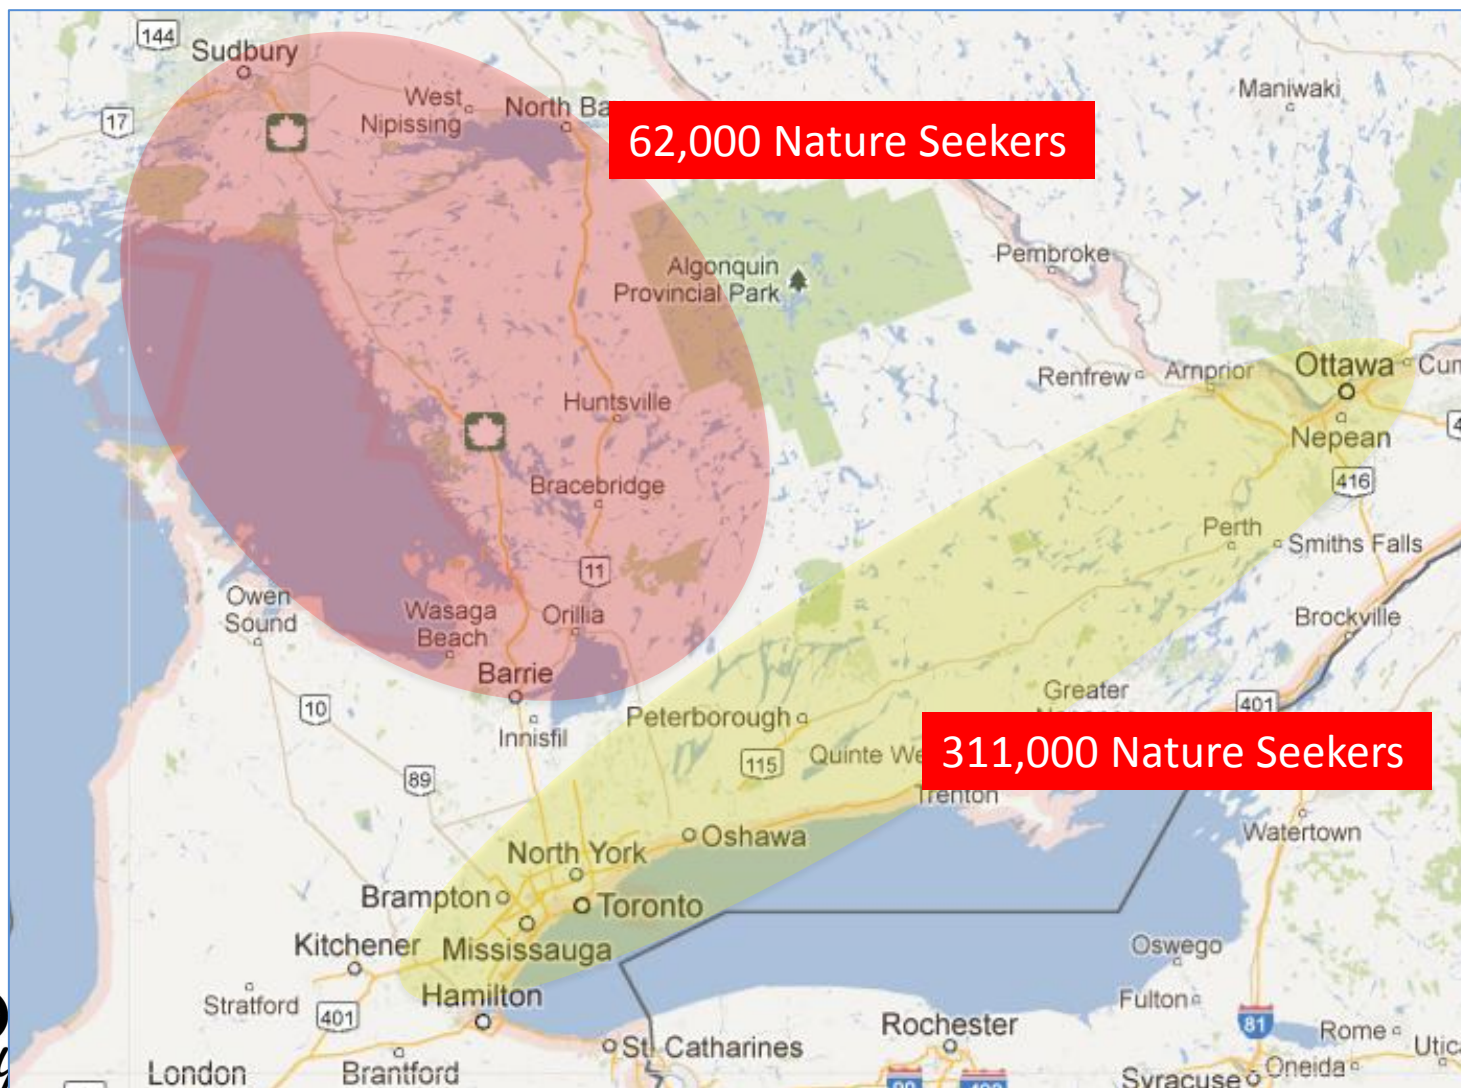 144
Sudbury
Maniwaki
West
Nipissing
North Ba
17
62,000 Nature Seekers
Pembroke
Algonquin
Provincial Park
Ottawa
Cum
Renfrew
Arnprior
Huntsville
Nepean
416
Bracebridge
Perth
Smiths Falls
11
Owen
Sound
Wasaga
Beach
Orillia
Brockville
Barrie
Greater
401
10
Peterborough
Innisfil
115
Quinte We
311,000 Nature Seekers
89
Trenton
Oshawa
Watertown
North York
Brampton
Toronto
Kitchener
Mississauga
Oswego
Stratford
401
Hamilton
Fulton
Rochester
81
Rome
Utica
St. Catharines
London
Brantford
Syracuse
Oneida